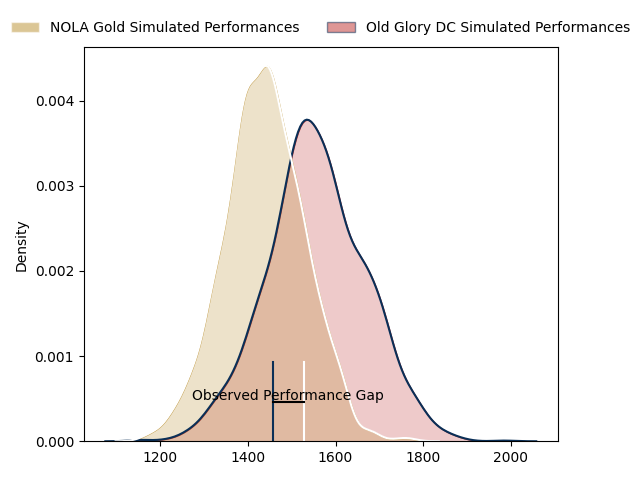 NOLA Gold Simulated Performances
Old Glory DC Simulated Performances
Density
0.004
0.003
0.002
0.001
0.000
Observed Performance Gap
1200
1400
1600
1800
2000